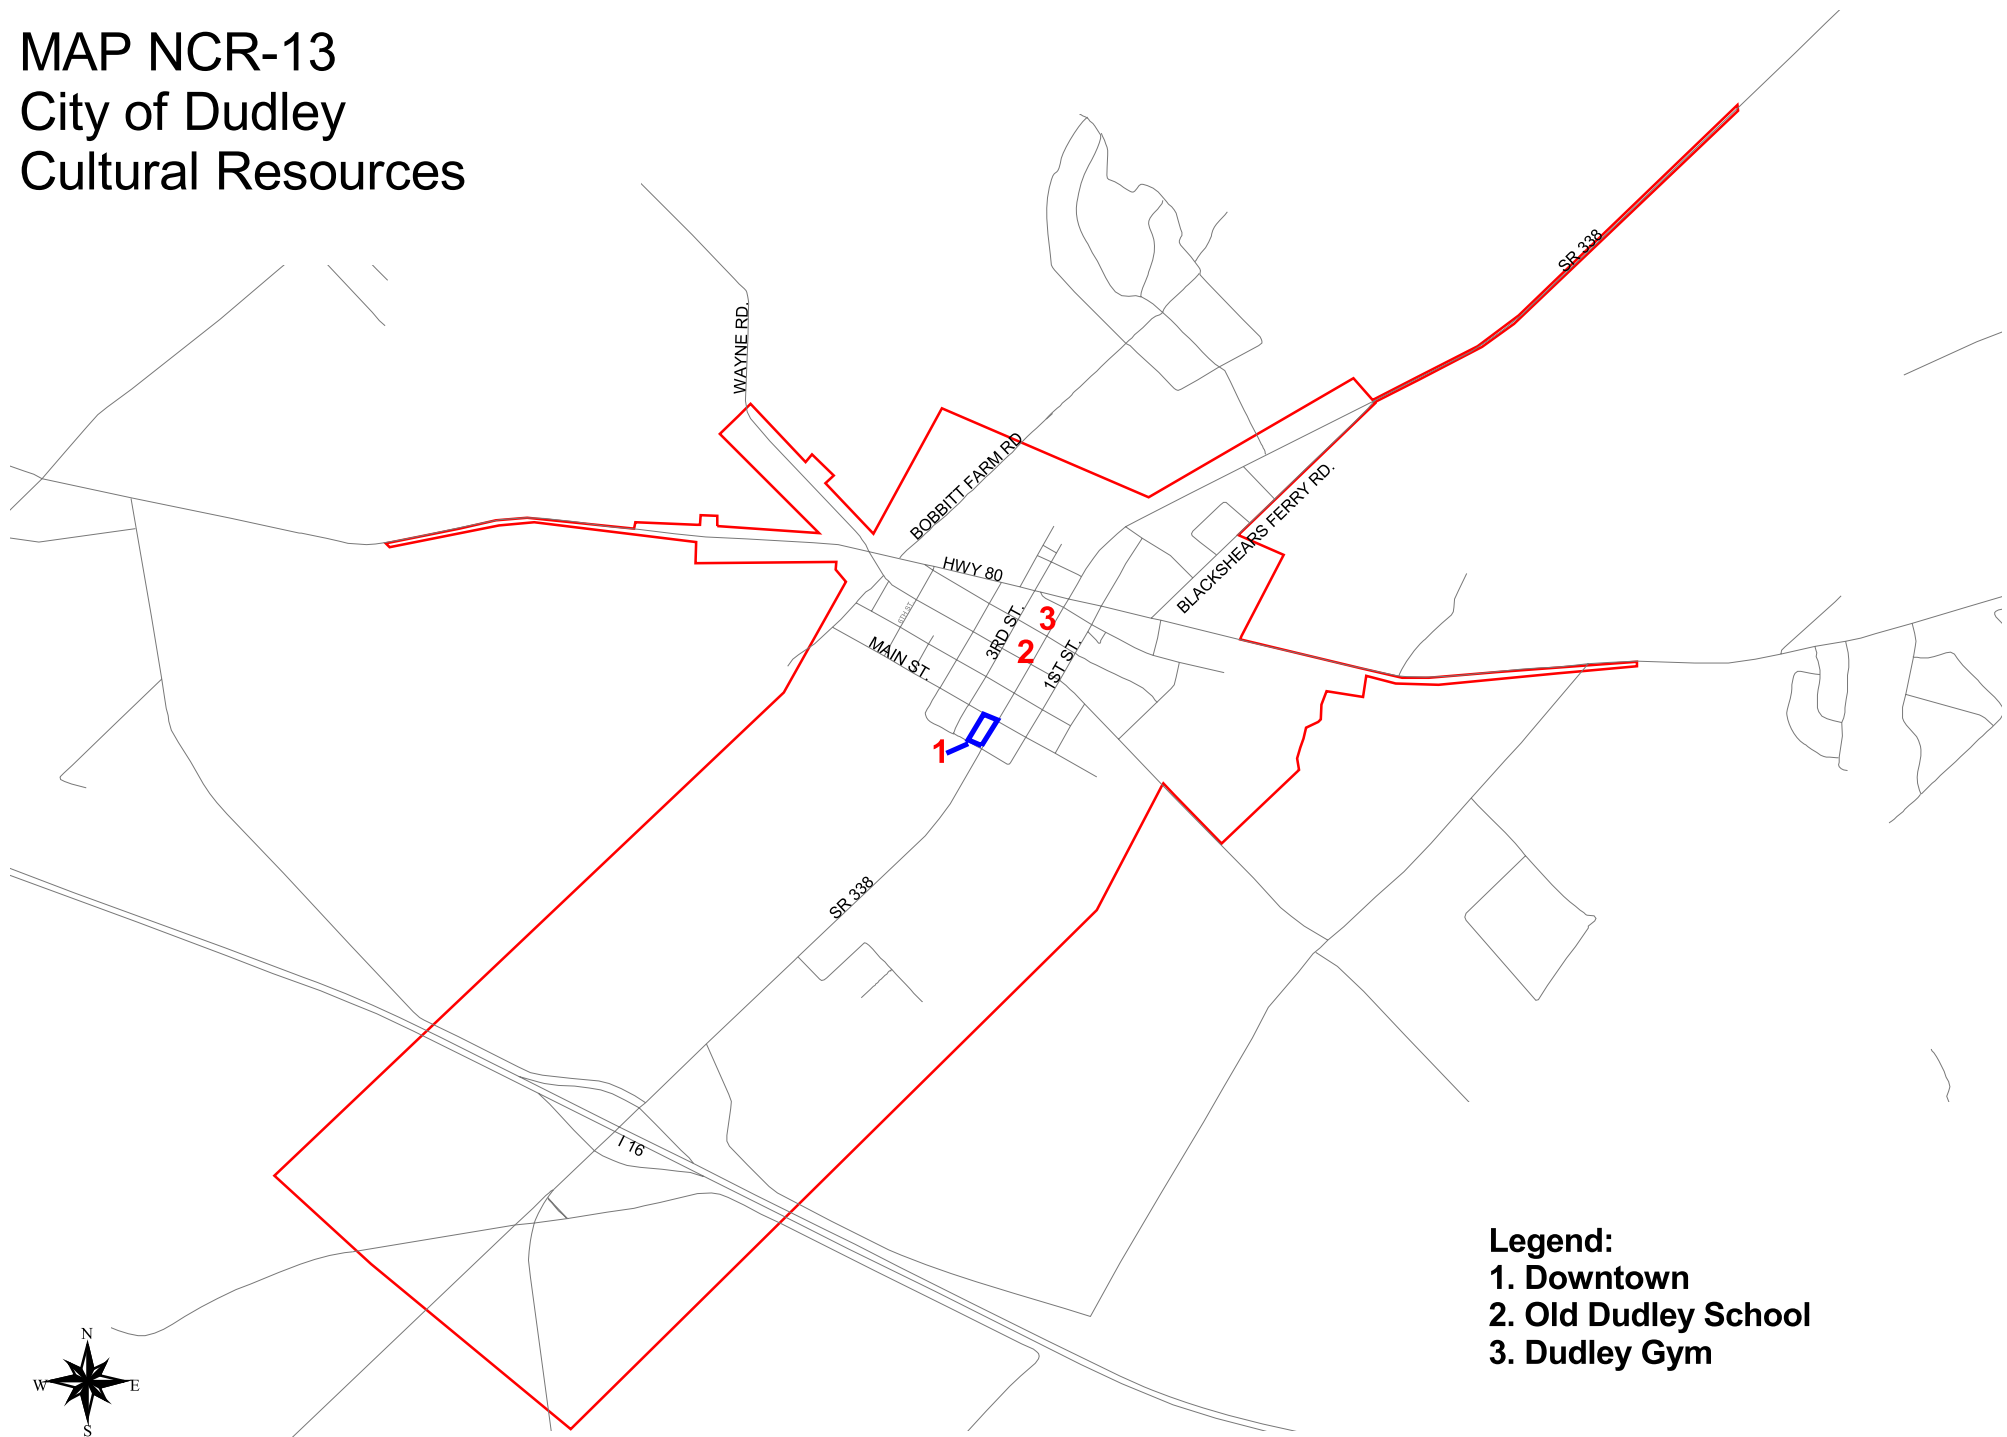 MAP NCR-13
City of Dudley
Cultural Resources
SR 338
WAYNE RD.
BOBBITT FARM RD
BLACKSHEARS FERRY RD.
HWY 80
6TH ST.
3RD ST.
3
2
1ST ST.
MAIN ST.
1
SR 338
I 16
Legend:
1. Downtown
2. Old Dudley School
3. Dudley Gym
N
W
E
S